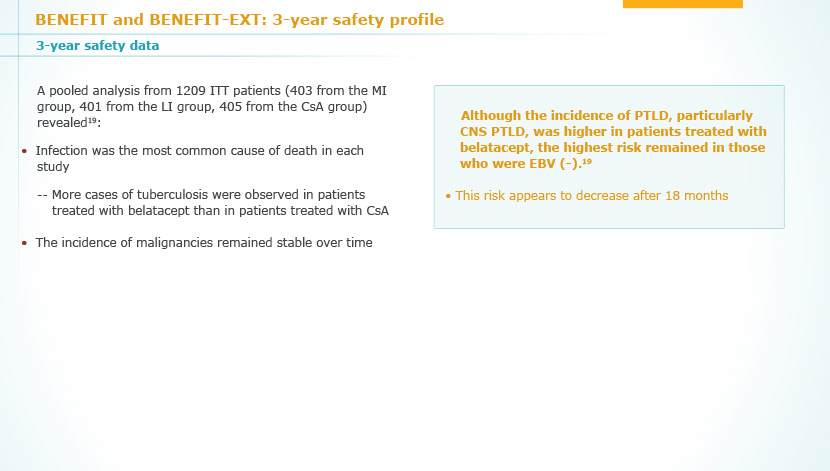 BENEFIT and BENEFIT-EXT: 3-year safety profile
3-year safety data
A pooled analysis from 1209 ITT patients (403 from the MI
group, 401 from the LI group, 405 from the CsA group)
revealed¹⁹:
• Infection was the most common cause of death in each
study
-- More cases of tuberculosis were observed in patients
treated with belatacept than in patients treated with CsA
• The incidence of malignancies remained stable over time
Although the incidence of PTLD, particularly
CNS PTLD, was higher in patients treated with
belatacept, the highest risk remained in those
who were EBV (-).¹⁹
• This risk appears to decrease after 18 months